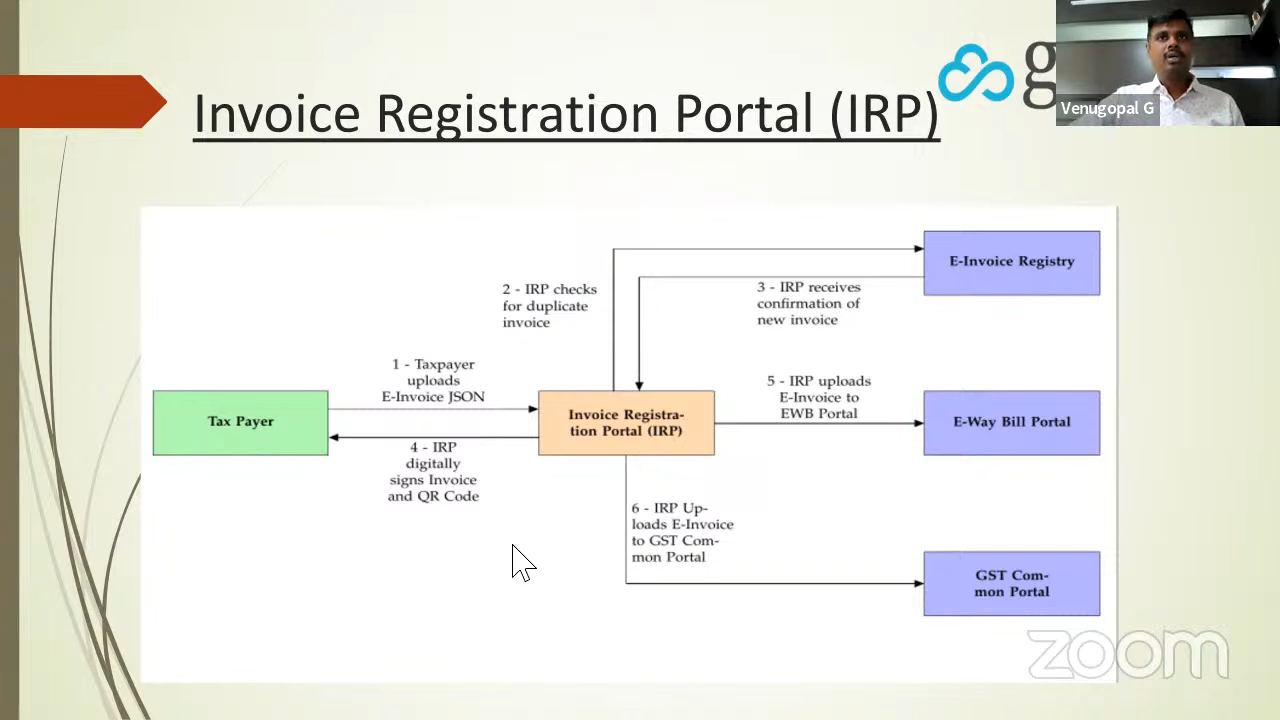 Invoice Registration Portal (IRP)
g
Venugopal G
E-Invoice Registry
2 - IRP checks
for duplicate
invoice
3 - IRP receives
confirmation of
new invoice
1 - Taxpayer
uploads
E-Invoice JSON
5 - IRP uploads
E-Invoice to
EWB Portal
Tax Payer
Invoice Registra-
tion Portal (IRP)
E-Way Bill Portal
4 - IRP
digitally
signs Invoice
and QR Code
6 - IRP Up-
loads E-Invoice
to GST Com-
mon Portal
GST Com-
mon Portal
zoom